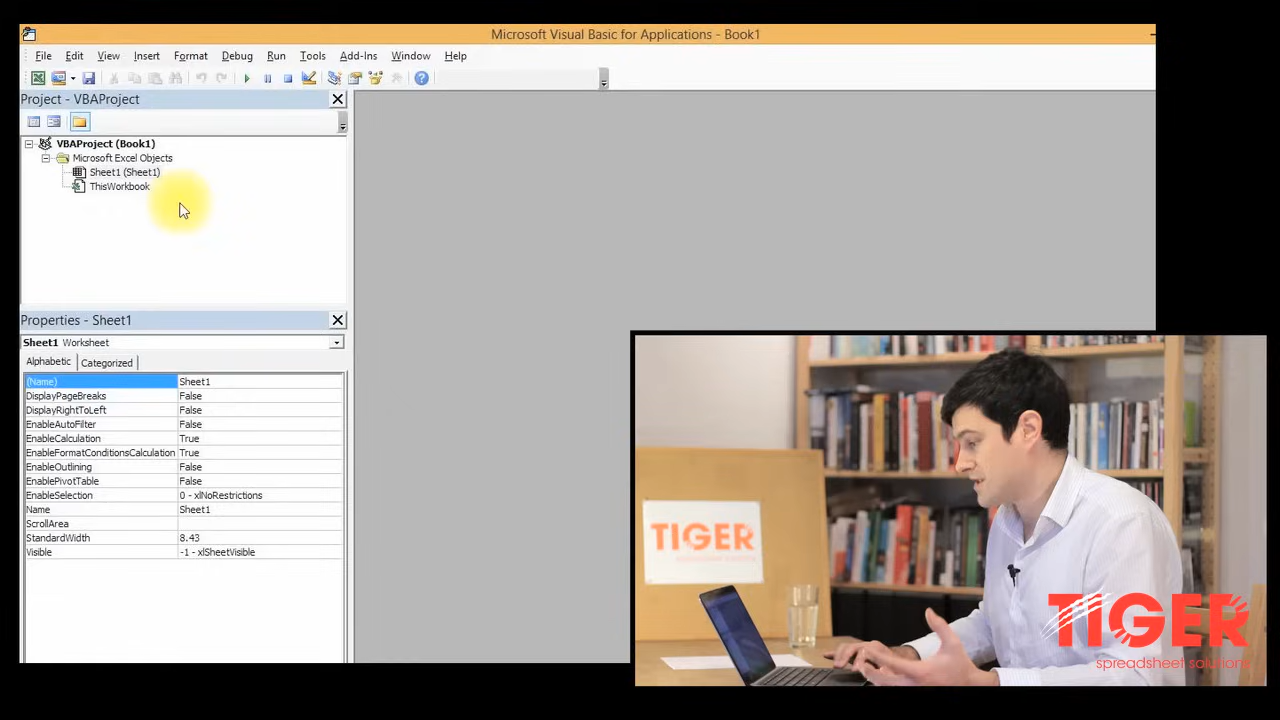 Microsoft Visual Basic for Applications - Book1
File Edit View Insert Format Debug Run Tools Add-Ins Window Help
Project - VBAProject
VBAProject (Book1)
Microsoft Excel Objects
Sheet1 (Sheet1)
ThisWorkbook
Properties - Sheet1
Sheet1 Worksheet
Alphabetic Categorized
(Name) Sheet1
DisplayPageBreaks False
DisplayRightToLeft False
EnableAutoFilter False
EnableCalculation True
EnableFormatConditionsCalculation True
EnableOutlining False
EnablePivotTable False
EnableSelection 0 - xlNoRestrictions
Name Sheet1
ScrollArea
StandardWidth 8.43
Visible -1 - xlSheetVisible
TIGER
TIGER
spreadsheet solutions